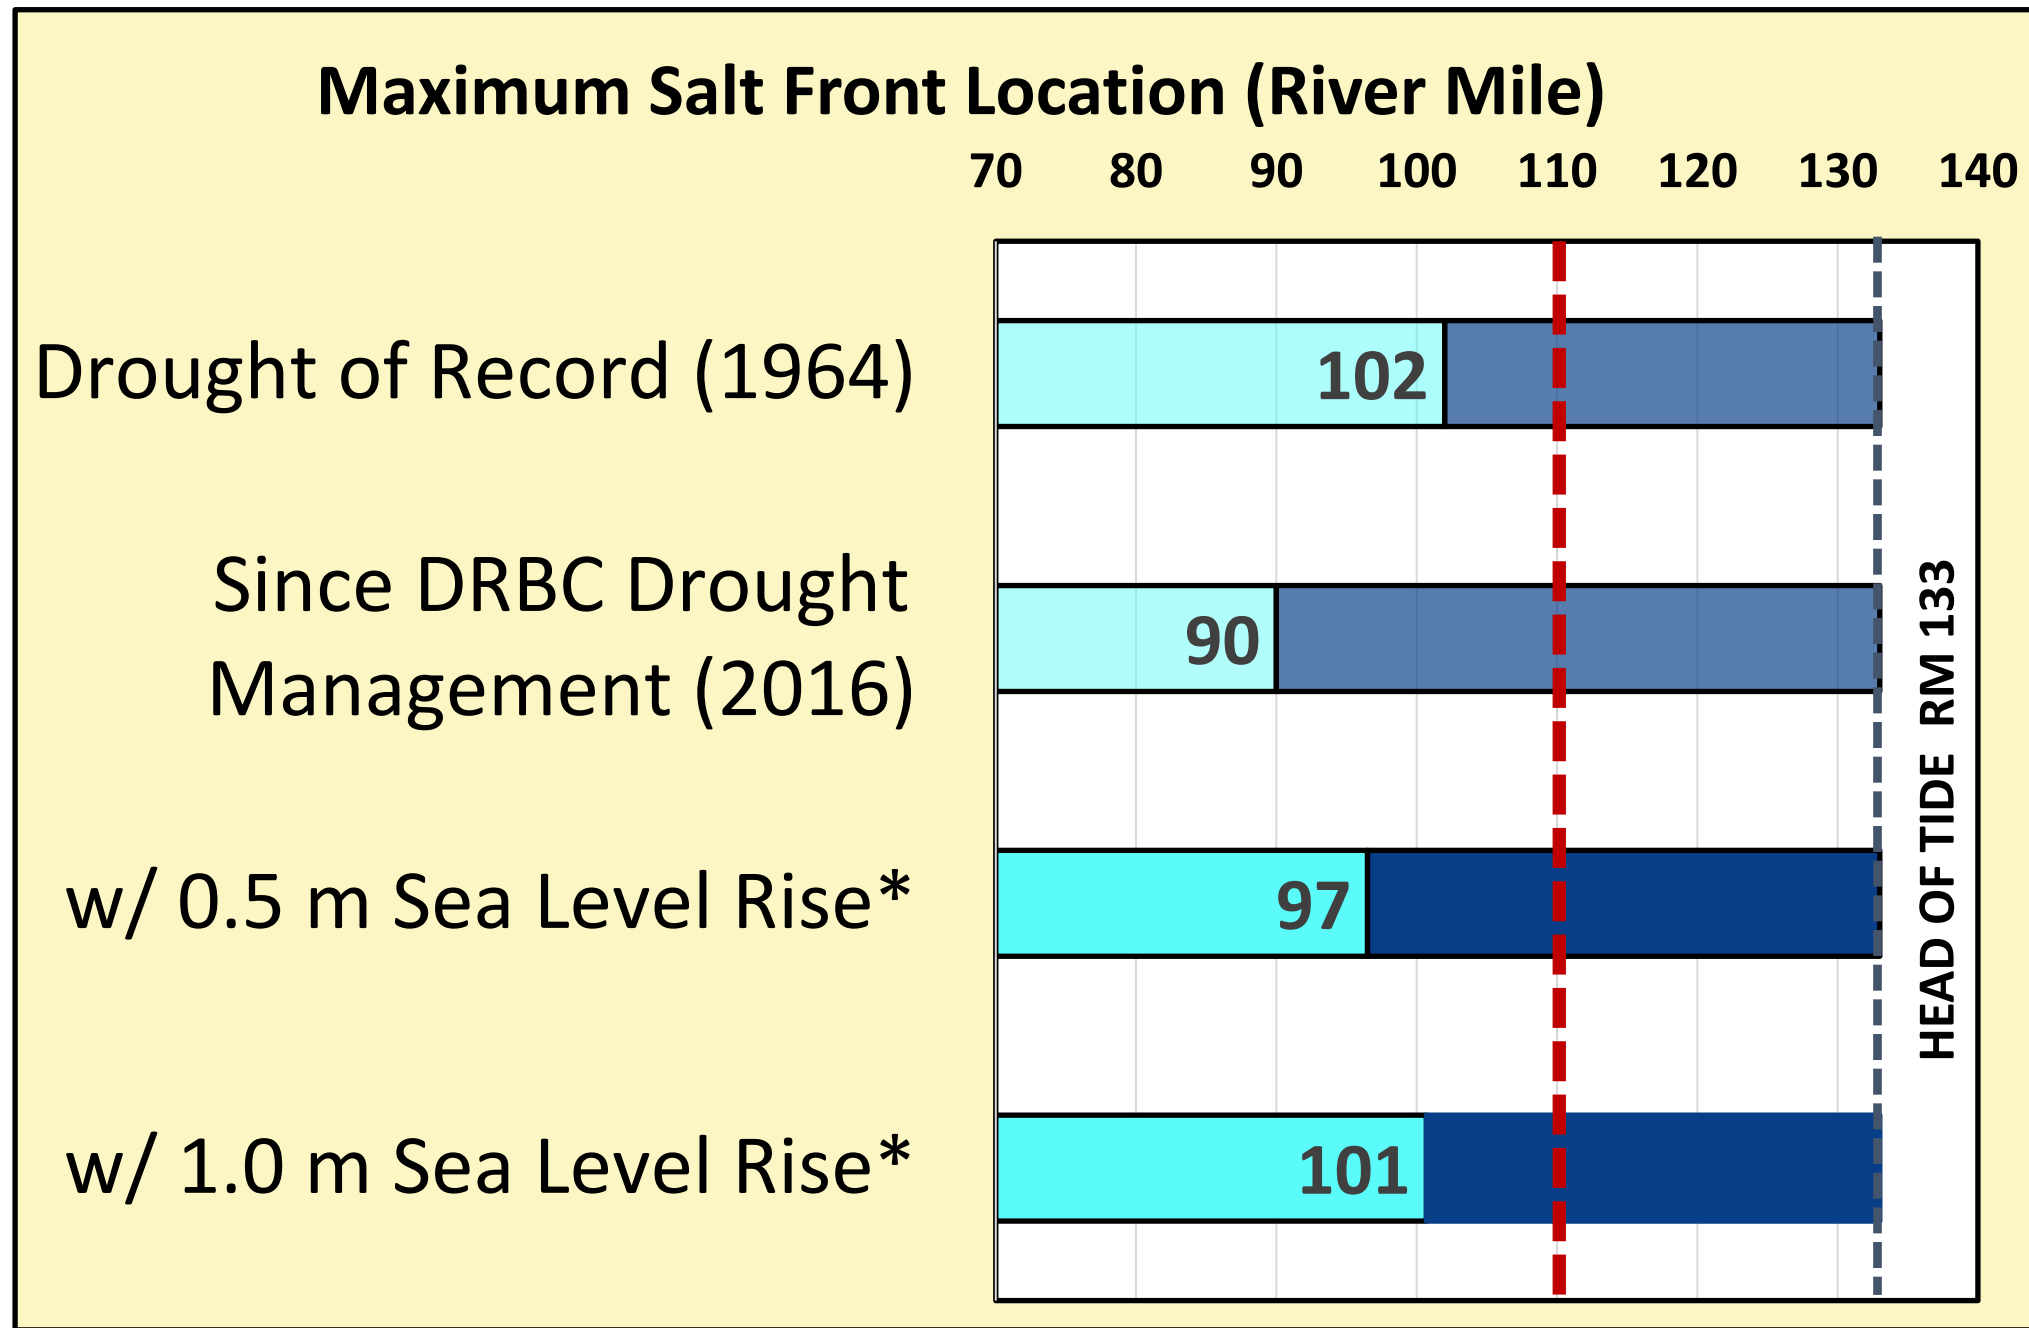 Maximum Salt Front Location (River Mile)
70 80 90 100 110 120 130 140
Drought of Record (1964)
102
Since DRBC Drought
Management (2016)
90
w/ 0.5 m Sea Level Rise*
97
w/ 1.0 m Sea Level Rise*
101
HEAD OF TIDE RM 133